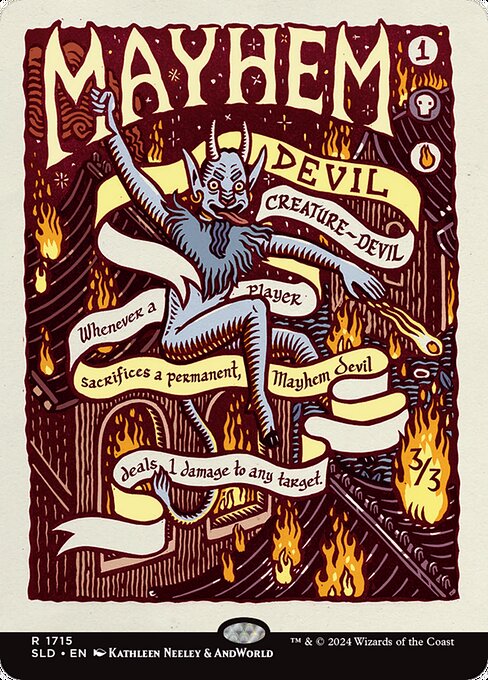 MAYHEM
1
DEVIL
CREATURE~DEVIL
Whenever a player
sacrifices a permanent, Mayhem Devil
deals 1 damage to any target.
3/3
R 1715
SLD • EN KATHLEEN NEELEY & ANDWORLD
™ & © 2024 Wizards of the Coast